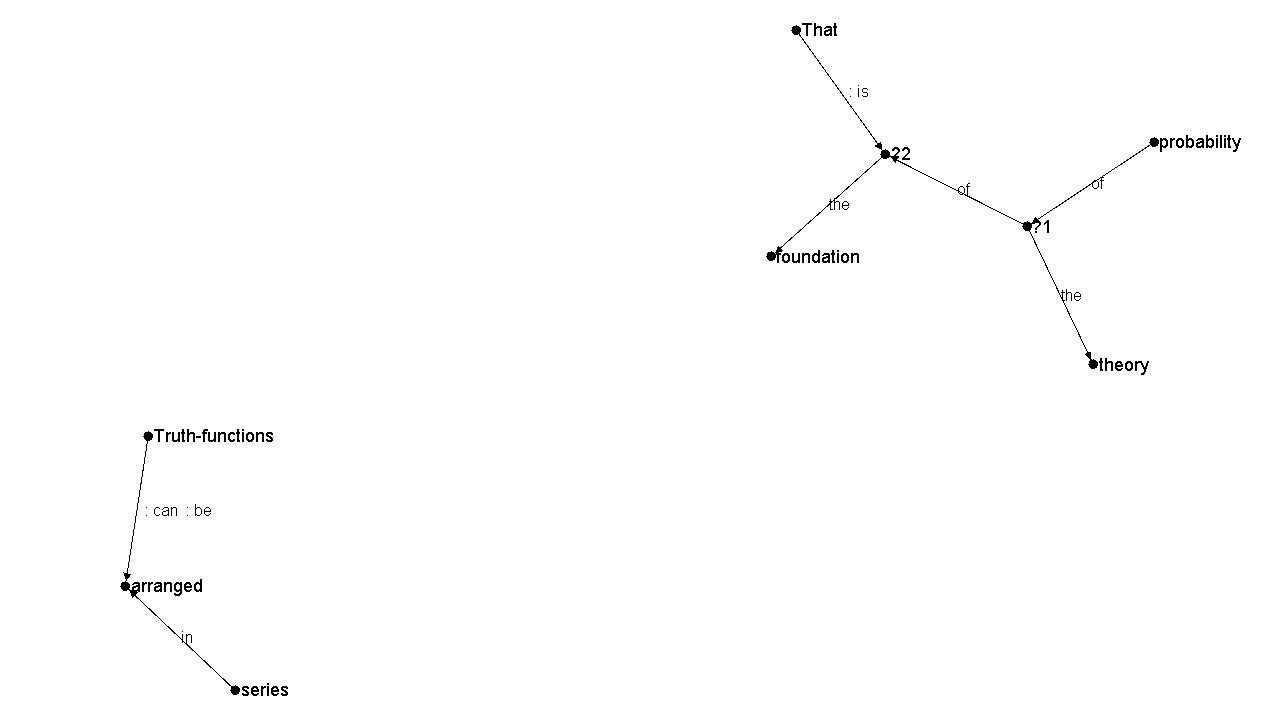 That
: is
probability
?2
of
of
the
?1
foundation
the
theory
Truth-functions
: can : be
arranged
in
series